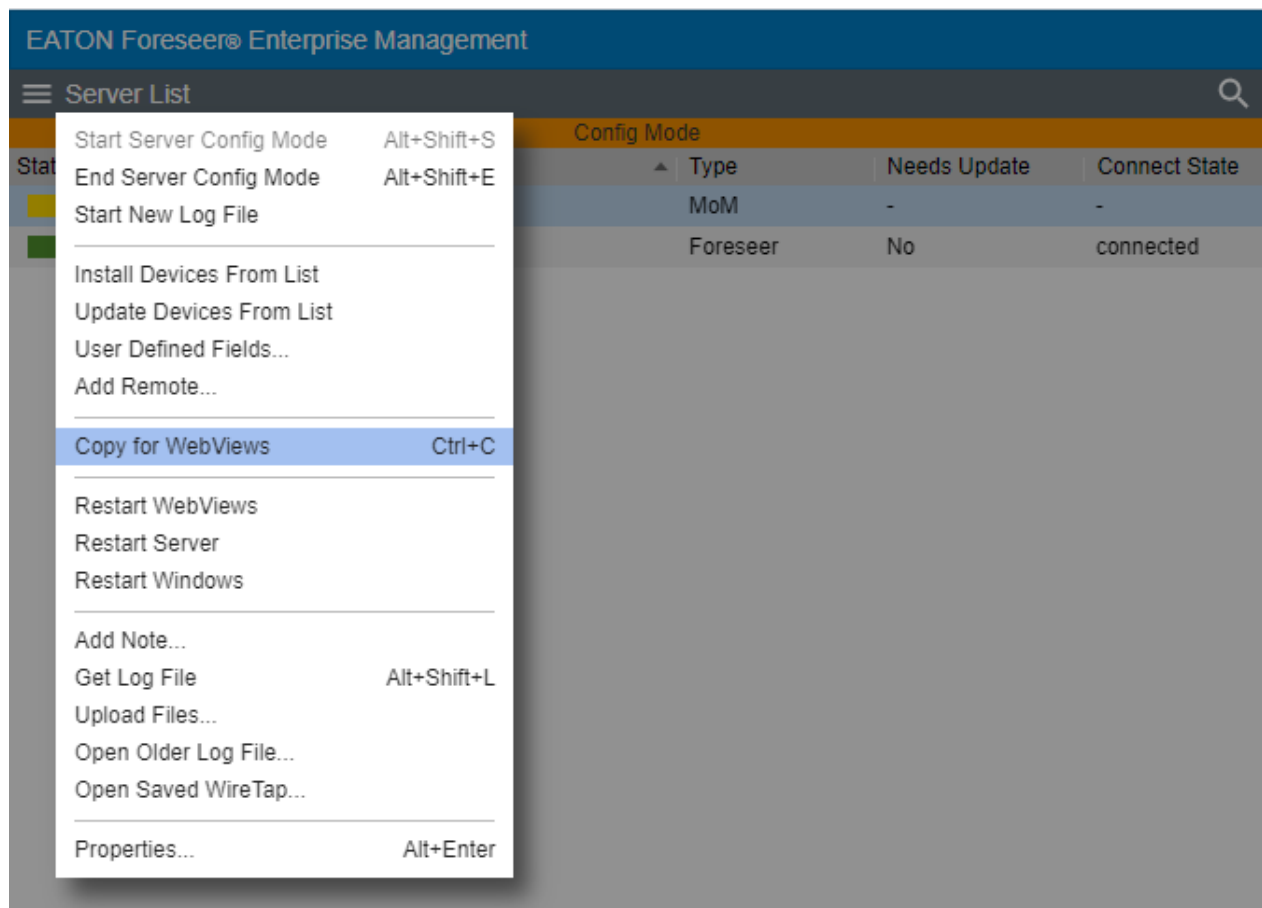 EATON Foreseer® Enterprise Management
Server List
Start Server Config Mode Alt+Shift+S
Config Mode
End Server Config Mode Alt+Shift+E
Stat Type Needs Update Connect State
Start New Log File
MoM - -
Foreseer No connected
Install Devices From List
Update Devices From List
User Defined Fields...
Add Remote...
Copy for WebViews Ctrl+C
Restart WebViews
Restart Server
Restart Windows
Add Note...
Get Log File Alt+Shift+L
Upload Files...
Open Older Log File...
Open Saved WireTap...
Properties... Alt+Enter